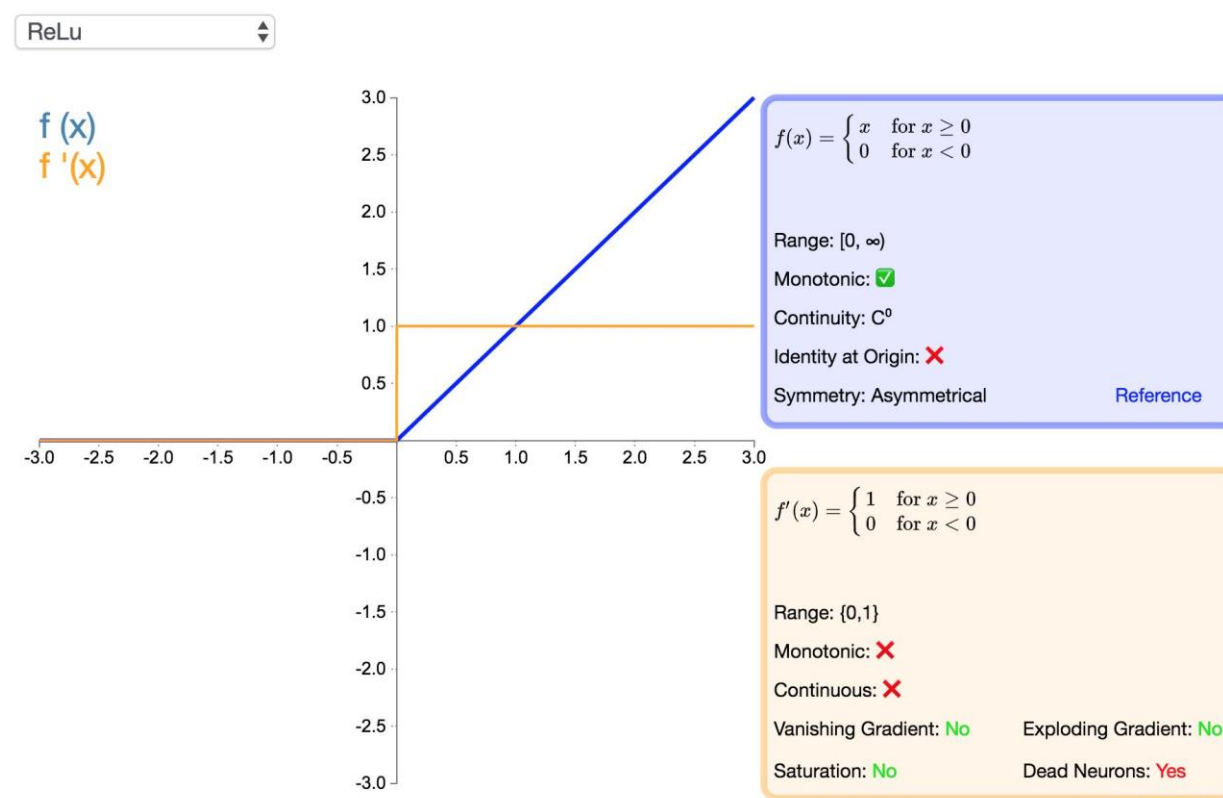 ReLu
f (x)
f '(x)
3.0
2.5
2.0
1.5
1.0
0.5
-3.0 -2.5 -2.0 -1.5 -1.0 -0.5 0.5 1.0 1.5 2.0 2.5 3.0
-0.5
-1.0
-1.5
-2.0
-2.5
-3.0
f(x) = { x for x ≥ 0
0 for x < 0
Range: [0, ∞)
Monotonic: ✅
Continuity: C⁰
Identity at Origin: ❌
Symmetry: Asymmetrical Reference
f′(x) = { 1 for x ≥ 0
0 for x < 0
Range: {0,1}
Monotonic: ❌
Continuous: ❌
Vanishing Gradient: No Exploding Gradient: No
Saturation: No Dead Neurons: Yes